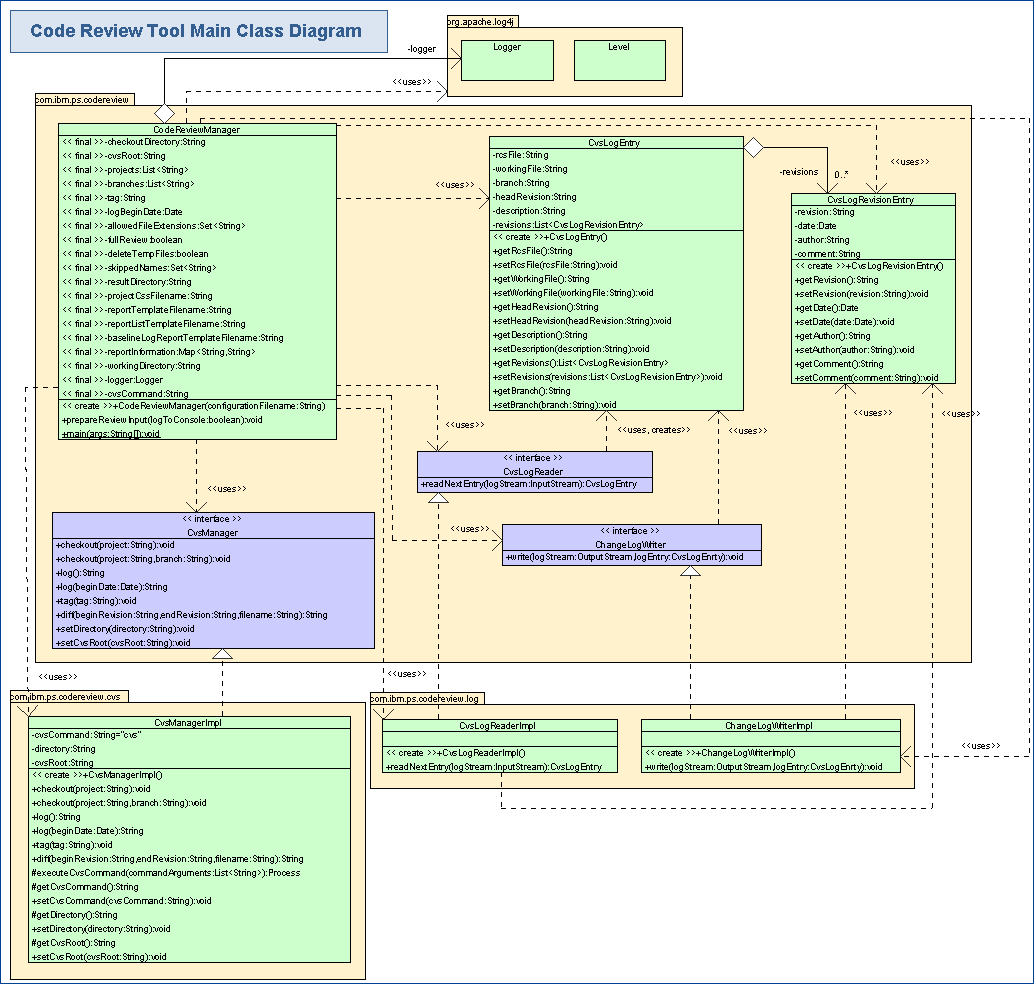 Code Review Tool Main Class Diagram
org.apache.log4j
Logger
Level
-logger
<<uses>>
com.ibm.ps.codereview
CodeReviewManager
<< final >>-checkoutDirectory:String
<< final >>-cvsRoot:String
<< final >>-projects:List<String>
<< final >>-branches:List<String>
<< final >>-tag:String
<< final >>-logBeginDate:Date
<< final >>-allowedFileExtensions:Set<String>
<< final >>-fullReview:boolean
<< final >>-deleteTempFiles:boolean
<< final >>-skippedNames:Set<String>
<< final >>-resultDirectory:String
<< final >>-projectCssFilename:String
<< final >>-reportTemplateFilename:String
<< final >>-reportListTemplateFilename:String
<< final >>-baselineLogReportTemplateFilename:String
<< final >>-reportInformation:Map<String,String>
<< final >>-workingDirectory:String
<< final >>-logger:Logger
<< final >>-cvsCommand:String
<< create >>+CodeReviewManager(configurationFilename:String)
+prepareReviewInput(logToConsole:boolean):void
+main(args:String[]):void
<<uses>>
CvsLogEntry
-rcsFile:String
-workingFile:String
-branch:String
-headRevision:String
-description:String
-revisions:List<CvsLogRevisionEntry>
<< create >>+CvsLogEntry()
+getRcsFile():String
+setRcsFile(rcsFile:String):void
+getWorkingFile():String
+setWorkingFile(workingFile:String):void
+getHeadRevision():String
+setHeadRevision(headRevision:String):void
+getDescription():String
+setDescription(description:String):void
+getRevisions():List<CvsLogRevisionEntry>
+setRevisions(revisions:List<CvsLogRevisionEntry>):void
+getBranch():String
+setBranch(branch:String):void
-revisions
0..*
<<uses>>
CvsLogRevisionEntry
-revision:String
-date:Date
-author:String
-comment:String
<< create >>+CvsLogRevisionEntry()
+getRevision():String
+setRevision(revision:String):void
+getDate():Date
+setDate(date:Date):void
+getAuthor():String
+setAuthor(author:String):void
+getComment():String
+setComment(comment:String):void
<<uses>>
<<uses>>
<<uses>>
<<uses, creates>>
<<uses>>
<< interface >>
CvsLogReader
+readNextEntry(logStream:InputStream):CvsLogEntry
<<uses>>
<<uses>>
<< interface >>
ChangeLogWriter
+write(logStream:OutputStream,logEntry:CvsLogEnrty):void
<< interface >>
CvsManager
+checkout(project:String):void
+checkout(project:String,branch:String):void
+log():String
+log(beginDate:Date):String
+tag(tag:String):void
+diff(beginRevision:String,endRevision:String,filename:String):String
+setDirectory(directory:String):void
+setCvsRoot(cvsRoot:String):void
<<uses>>
<<uses>>
com.ibm.ps.codereview.cvs
CvsManagerImpl
-cvsCommand:String="cvs"
-directory:String
-cvsRoot:String
<< create >>+CvsManagerImpl()
+checkout(project:String):void
+checkout(project:String,branch:String):void
+log():String
+log(beginDate:Date):String
+tag(tag:String):void
+diff(beginRevision:String,endRevision:String,filename:String):String
#executeCvsCommand(commandArguments:List<String>):Process
#getCvsCommand():String
+setCvsCommand(cvsCommand:String):void
#getDirectory():String
+setDirectory(directory:String):void
#getCvsRoot():String
+setCvsRoot(cvsRoot:String):void
com.ibm.ps.codereview.log
CvsLogReaderImpl
<< create >>+CvsLogReaderImpl()
+readNextEntry(logStream:InputStream):CvsLogEntry
ChangeLogWriterImpl
<< create >>+ChangeLogWriterImpl()
+write(logStream:OutputStream,logEntry:CvsLogEnrty):void
<<uses>>